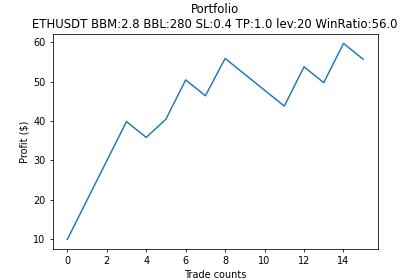 Portfolio
ETHUSDT BBM:2.8 BBL:280 SL:0.4 TP:1.0 lev:20 WinRatio:56.0
60
50
40
30
20
10
Profit ($)
0 2 4 6 8 10 12 14
Trade counts